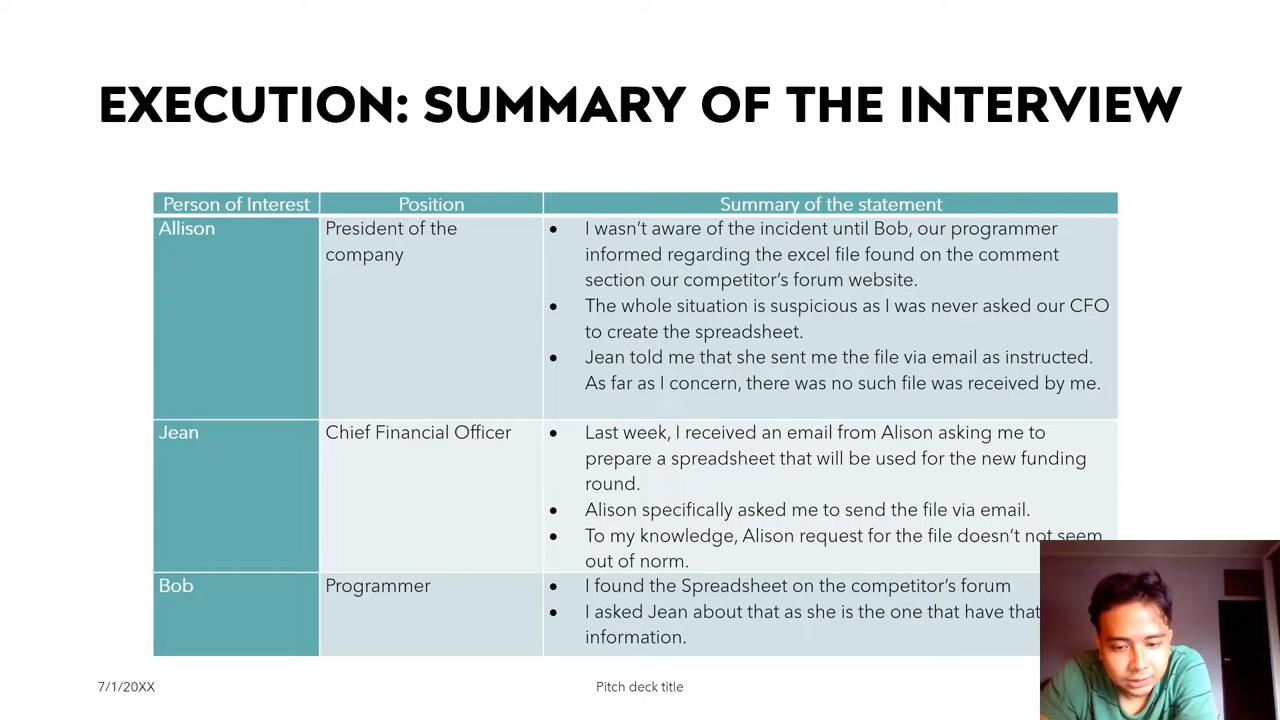 EXECUTION: SUMMARY OF THE INTERVIEW
Person of Interest Position Summary of the statement
Allison
President of the
company
• I wasn’t aware of the incident until Bob, our programmer
informed regarding the excel file found on the comment
section our competitor’s forum website.
• The whole situation is suspicious as I was never asked our CFO
to create the spreadsheet.
• Jean told me that she sent me the file via email as instructed.
As far as I concern, there was no such file was received by me.
Jean
Chief Financial Officer
• Last week, I received an email from Alison asking me to
prepare a spreadsheet that will be used for the new funding
round.
• Alison specifically asked me to send the file via email.
• To my knowledge, Alison request for the file doesn’t not seem
out of norm.
Bob
Programmer
• I found the Spreadsheet on the competitor’s forum
• I asked Jean about that as she is the one that have that
information.
7/1/20XX
Pitch deck title